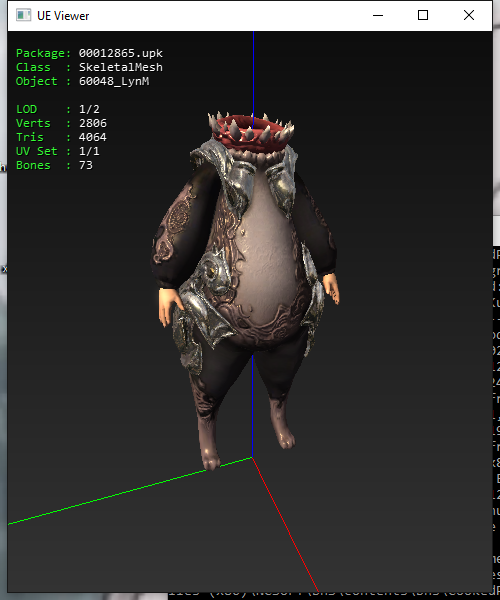 UE Viewer
Package: 00012865.upk
Class : SkeletalMesh
Object : 60048_LynM
LOD : 1/2
Verts : 2806
Tris : 4064
UV Set : 1/1
Bones : 73